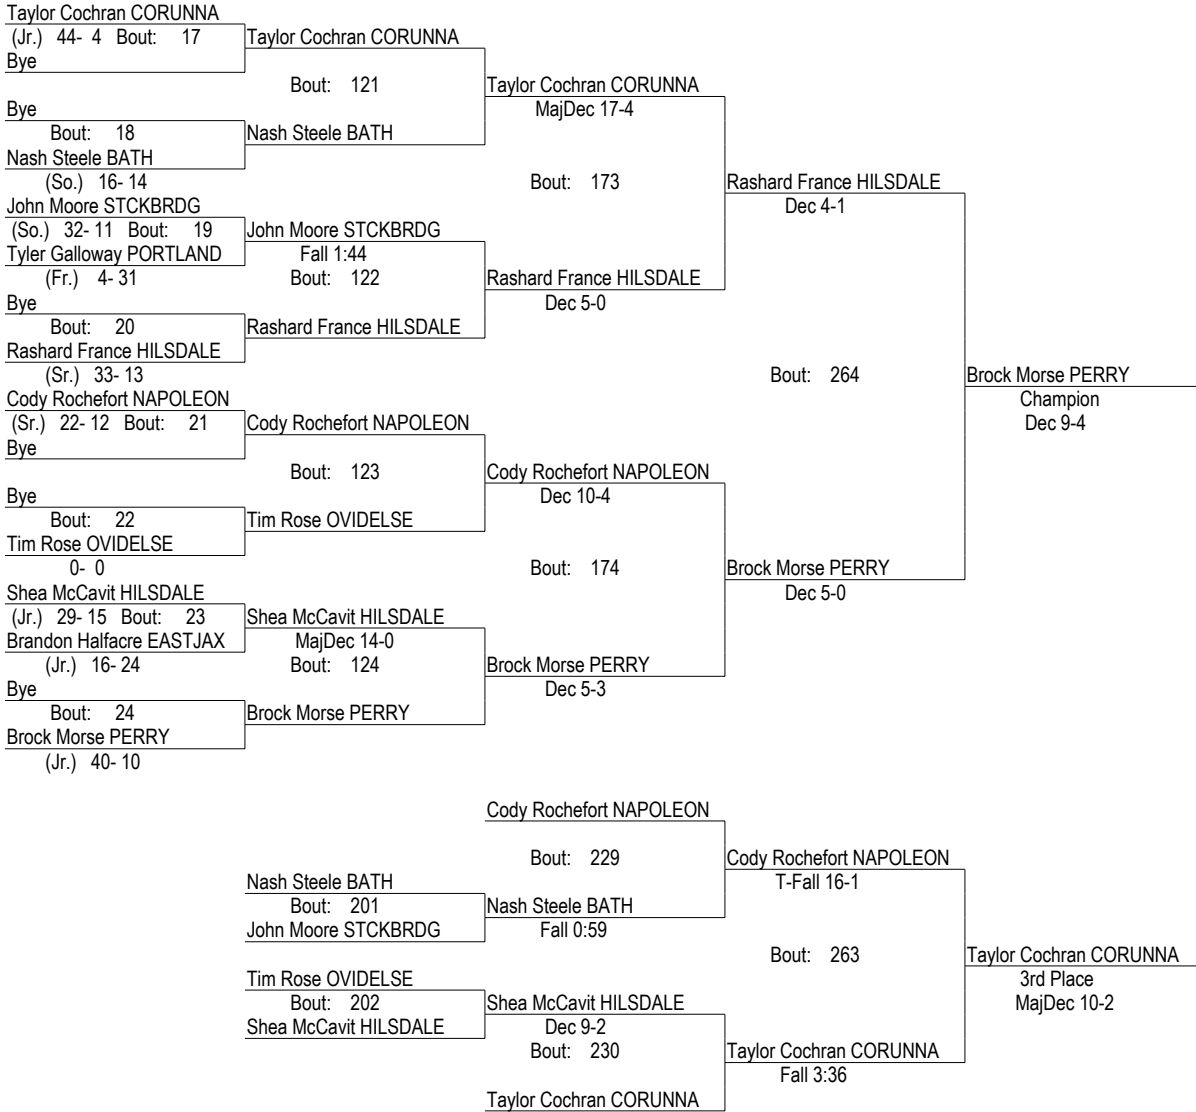 Taylor Cochran CORUNNA
(Jr.) 44- 4 Bout: 17 Taylor Cochran CORUNNA
Bye
Bout: 121 Taylor Cochran CORUNNA
Bye MajDec 17-4
Bout: 18 Nash Steele BATH
Nash Steele BATH
(So.) 16- 14 Bout: 173 Rashard France HILSDALE
John Moore STCKBRDG Dec 4-1
(So.) 32- 11 Bout: 19 John Moore STCKBRDG
Tyler Galloway PORTLAND Fall 1:44
(Fr.) 4- 31 Bout: 122 Rashard France HILSDALE
Bye Dec 5-0
Bout: 20 Rashard France HILSDALE
Rashard France HILSDALE
(Sr.) 33- 13 Bout: 264 Brock Morse PERRY
Cody Rochefort NAPOLEON Champion
(Sr.) 22- 12 Bout: 21 Cody Rochefort NAPOLEON Dec 9-4
Bye
Bout: 123 Cody Rochefort NAPOLEON
Bye Dec 10-4
Bout: 22 Tim Rose OVIDELSE
Tim Rose OVIDELSE
0- 0 Bout: 174 Brock Morse PERRY
Shea McCavit HILSDALE Dec 5-0
(Jr.) 29- 15 Bout: 23 Shea McCavit HILSDALE
Brandon Halfacre EASTJAX MajDec 14-0
(Jr.) 16- 24 Bout: 124 Brock Morse PERRY
Bye Dec 5-3
Bout: 24 Brock Morse PERRY
Brock Morse PERRY
(Jr.) 40- 10
Cody Rochefort NAPOLEON
Bout: 229 Cody Rochefort NAPOLEON
Nash Steele BATH T-Fall 16-1
Bout: 201 Nash Steele BATH
John Moore STCKBRDG Fall 0:59
Bout: 263 Taylor Cochran CORUNNA
Tim Rose OVIDELSE 3rd Place
Bout: 202 Shea McCavit HILSDALE MajDec 10-2
Shea McCavit HILSDALE Dec 9-2
Bout: 230 Taylor Cochran CORUNNA
Fall 3:36
Taylor Cochran CORUNNA